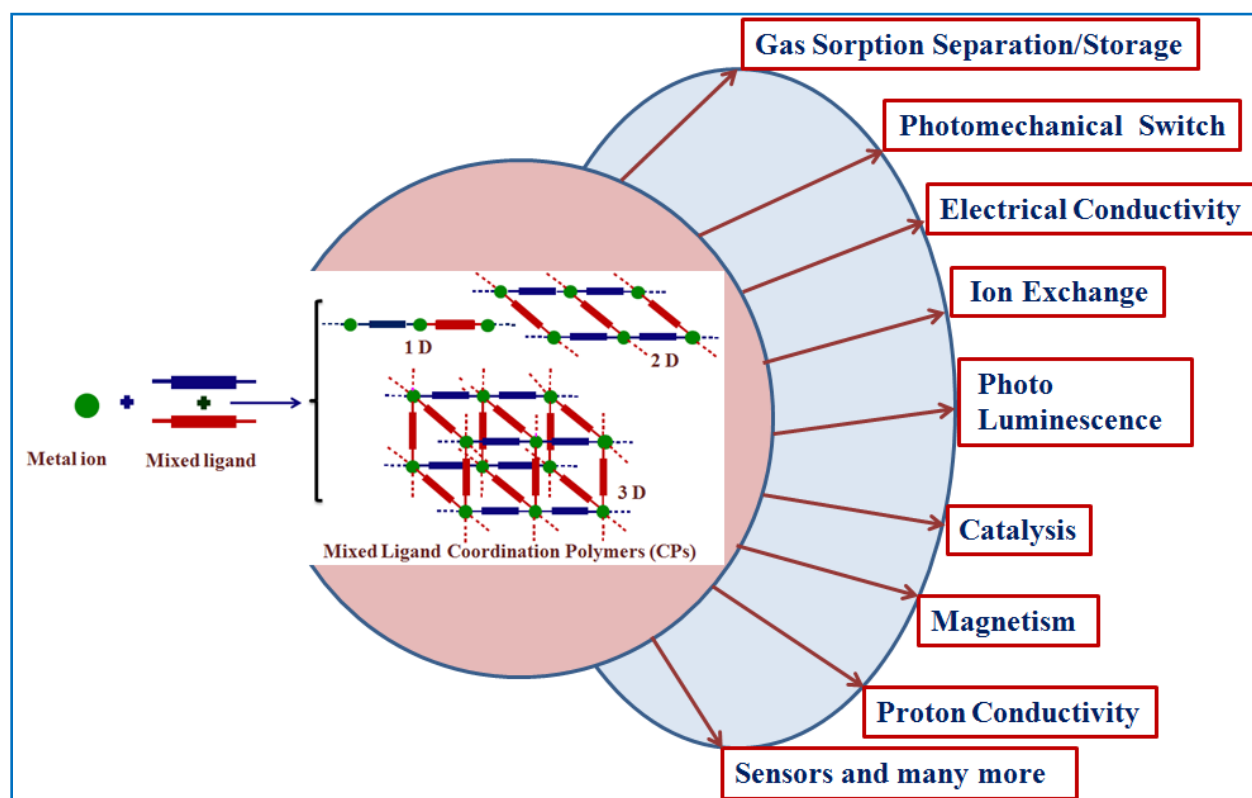 Gas Sorption Separation/Storage
Photomechanical Switch
Electrical Conductivity
Ion Exchange
Photo
Luminescence
Catalysis
Magnetism
Proton Conductivity
Sensors and many more
1 D
2 D
3 D
Metal ion
Mixed ligand
Mixed Ligand Coordination Polymers (CPs)